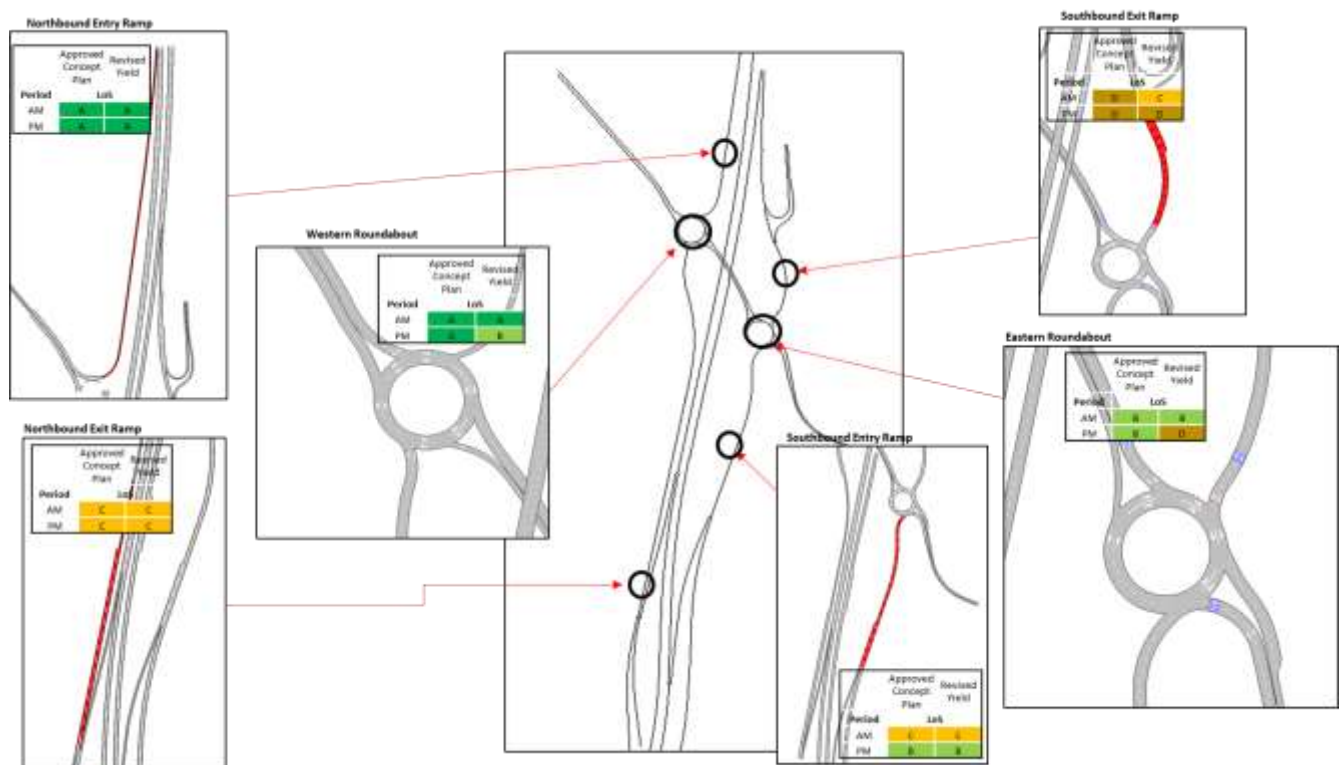 Northbound Entry Ramp
Approved Concept Plan Revised Yield
Period LoS
AM
PM
Southbound Exit Ramp
Approved Concept Plan Revised Yield
LoS
AM C
PM D
Western Roundabout
Approved Concept Plan Revised Yield
Period LoS
AM A A
PM A B
Eastern Roundabout
Approved Concept Plan Revised Yield
Period LoS
AM B B
PM B D
Northbound Exit Ramp
Approved Concept Plan Revised Yield
Period LoS
AM C C
PM C C
Southbound Entry Ramp
Approved Concept Plan Revised Yield
Period LoS
AM C C
PM B B